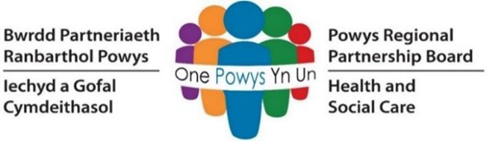 Bwrdd Partneriaeth
Ranbarthol Powys
Iechyd a Gofal
Cymdeithasol
One Powys Yn Un
Powys Regional
Partnership Board
Health and
Social Care